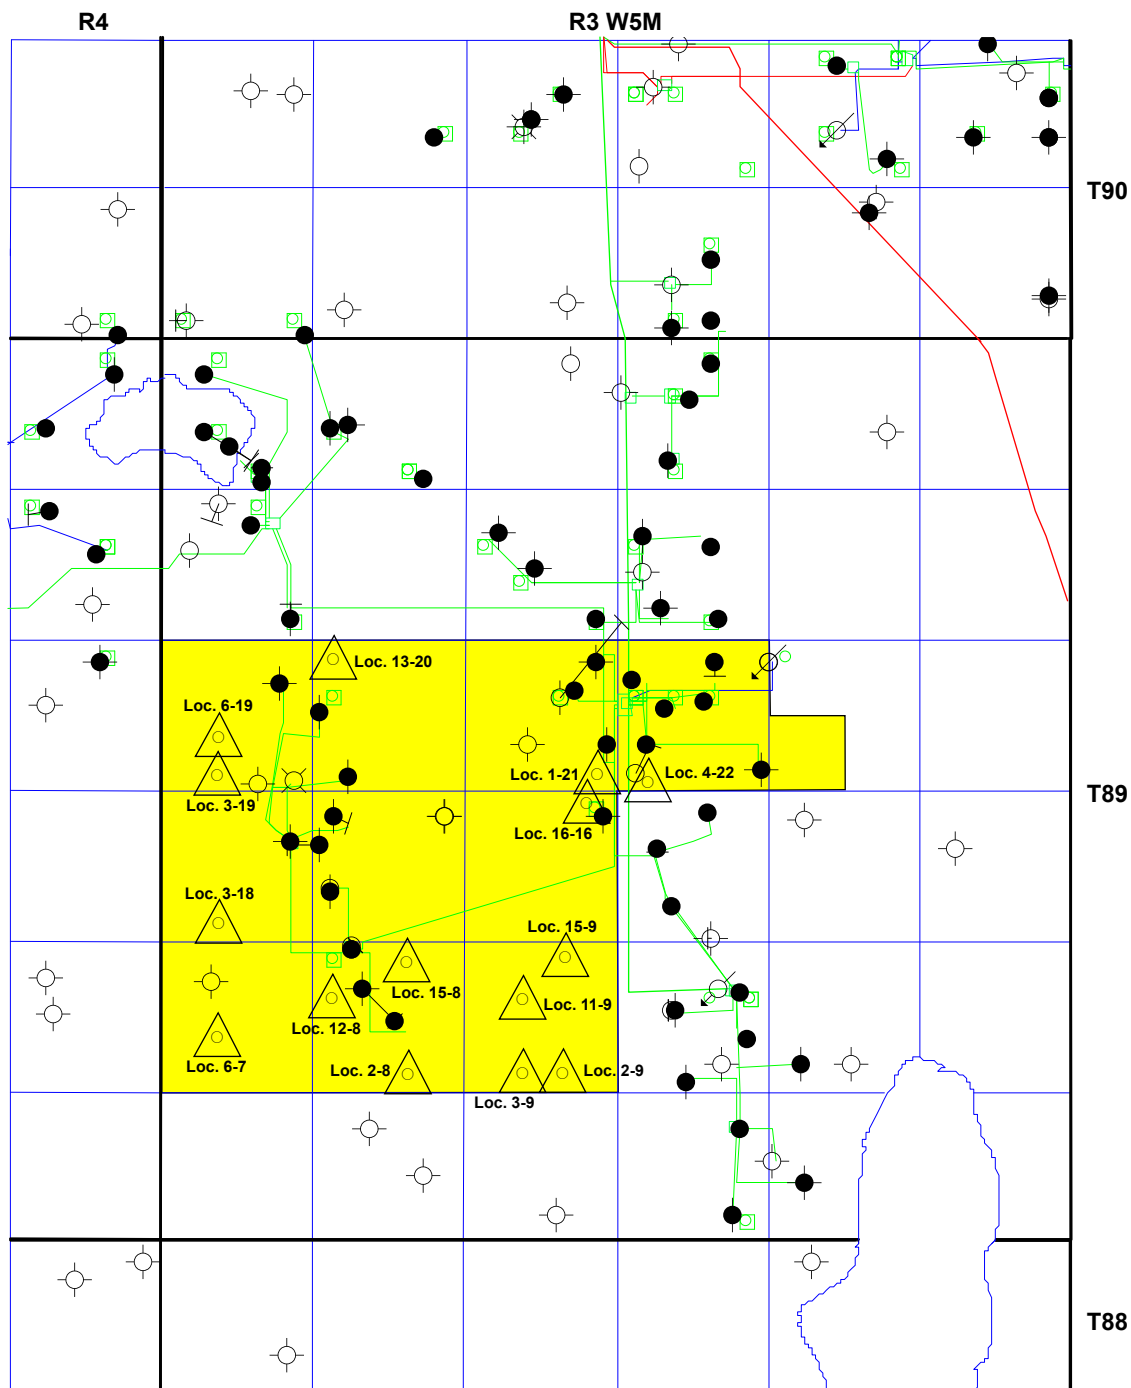 R4
R3 W5M
T90
Loc. 13-20
Loc. 6-19
Loc. 1-21
Loc. 4-22
T89
Loc. 3-19
Loc. 16-16
Loc. 3-18
Loc. 15-9
Loc. 15-8
Loc. 11-9
Loc. 12-8
Loc. 6-7
Loc. 2-8
Loc. 2-9
Loc. 3-9
T88